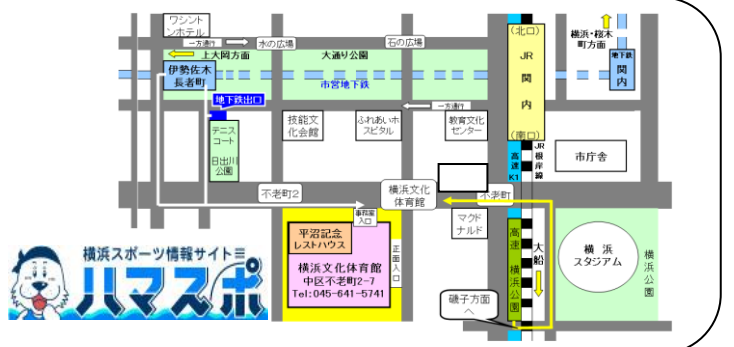 ワシント
ンホテル
一方通行
水の広場
石の広場
上大岡方面
大通り公園
伊勢佐木
長者町
市営地下鉄
地下鉄出口
一方通行
テニス
コート
日出川
公園
技能文
化会館
ふれあいホ
スピタル
教育文化
センター
(北口)
JR
関
内
(南口)
横浜・桜木
町方面
地下鉄
関
内
高速K1
JR根岸線
市庁舎
不老町2
横浜文化
体育館
不老町
事務室
入口
マクド
ナルド
平沼記念
レストハウス
正面入口
横浜文化体育館
中区不老町2-7
Tel:045-641-5741
高速 横浜公園
大船
横浜
スタジアム
横浜公園
磯子方面
へ
横浜スポーツ情報サイト
ハマスポ